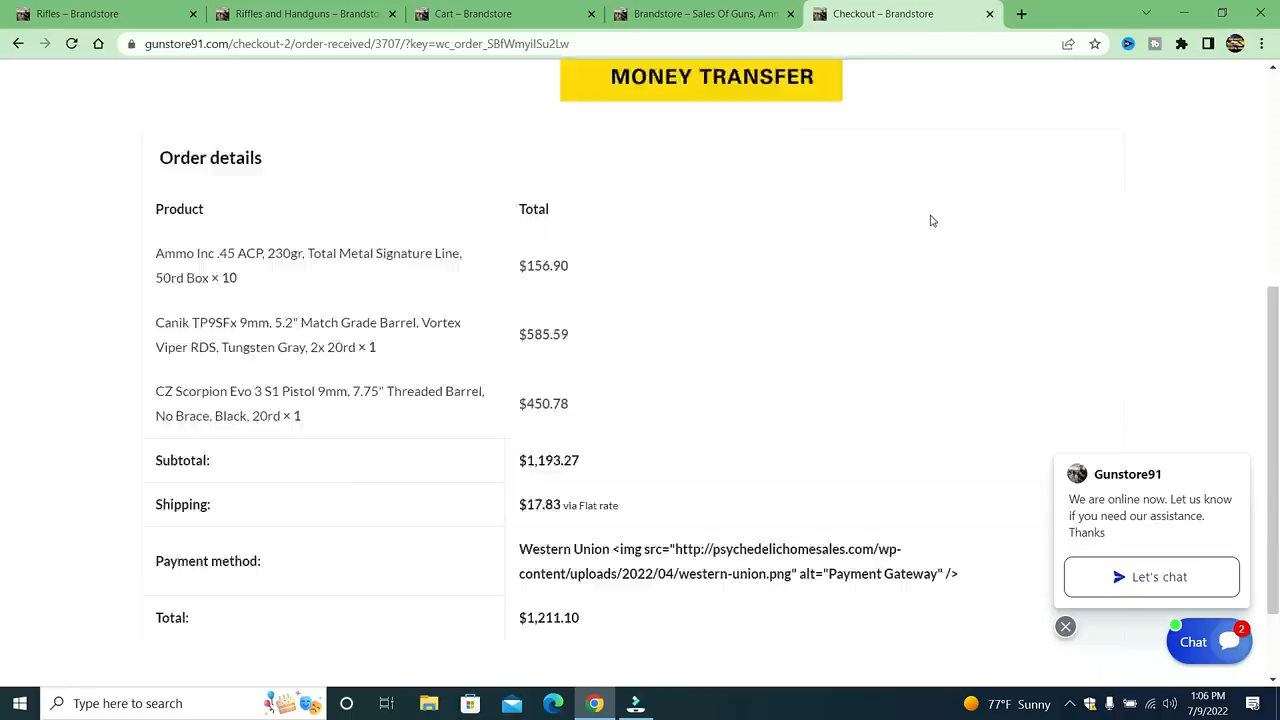 Rifles – Brandstore
Rifles and Handguns – Brandsto
Cart – Brandstore
Brandstore – Sales Of Guns, Amn
Checkout – Brandstore
gunstore91.com/checkout-2/order-received/3707/?key=wc_order_SBfWmyiISu2Lw
MONEY TRANSFER
Order details
Product
Total
Ammo Inc .45 ACP, 230gr, Total Metal Signature Line,
50rd Box × 10
$156.90
Canik TP9SFx 9mm, 5.2" Match Grade Barrel, Vortex
Viper RDS, Tungsten Gray, 2x 20rd × 1
$585.59
CZ Scorpion Evo 3 S1 Pistol 9mm, 7.75" Threaded Barrel,
No Brace, Black, 20rd × 1
$450.78
Subtotal:
$1,193.27
Shipping:
$17.83 via Flat rate
Payment method:
Western Union <img src="http://psychedelichomesales.com/wp-
content/uploads/2022/04/western-union.png" alt="Payment Gateway" />
Total:
$1,211.10
Gunstore91
We are online now. Let us know
if you need our assistance.
Thanks
Let's chat
Chat
2
Type here to search
77°F Sunny
1:06 PM
7/9/2022